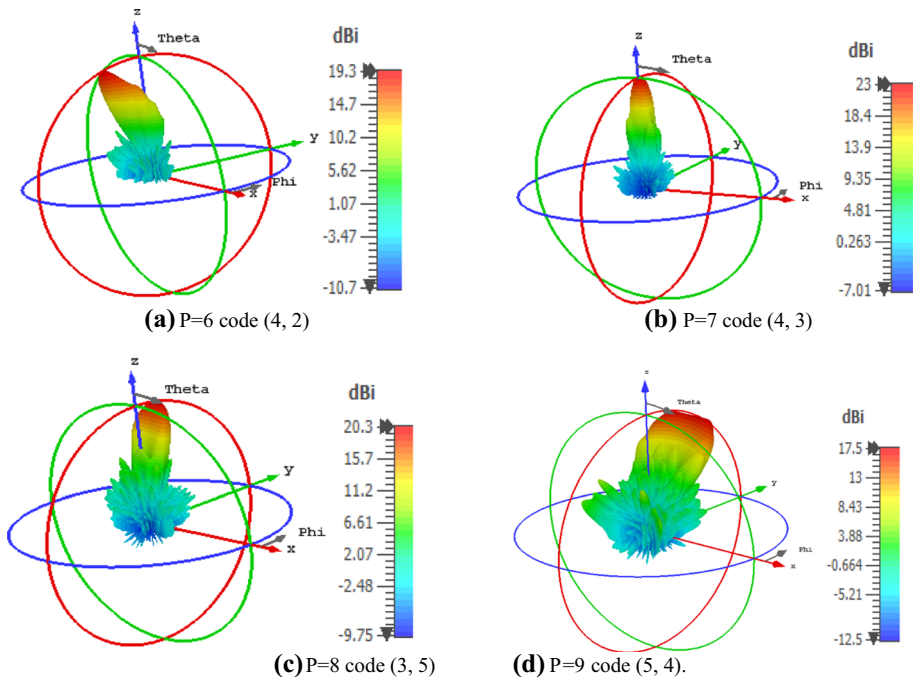 z
Theta
y
Phi
x
dBi
19.3
14.7
10.2
5.62
1.07
-3.47
-10.7
(a) P=6 code (4, 2)
z
Theta
y
Phi
x
dBi
23
18.4
13.9
9.35
4.81
0.263
-7.01
(b) P=7 code (4, 3)
z
Theta
y
Phi
x
dBi
20.3
15.7
11.2
6.61
2.07
-2.48
-9.75
(c) P=8 code (3, 5)
z
Theta
y
Phi
x
dBi
17.5
13
8.43
3.88
-0.664
-5.21
-12.5
(d) P=9 code (5, 4).